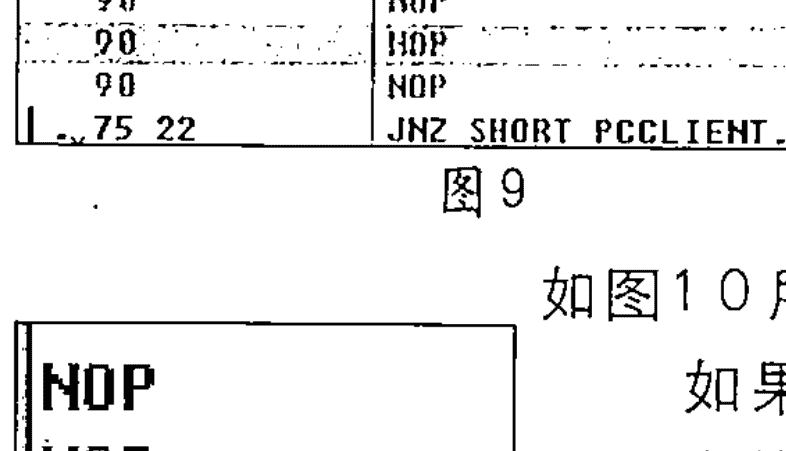 90 NOP
90 NOP
90 NOP
75 22 JNZ SHORT PCCLIENT.
图9
如图10
NOP
如果